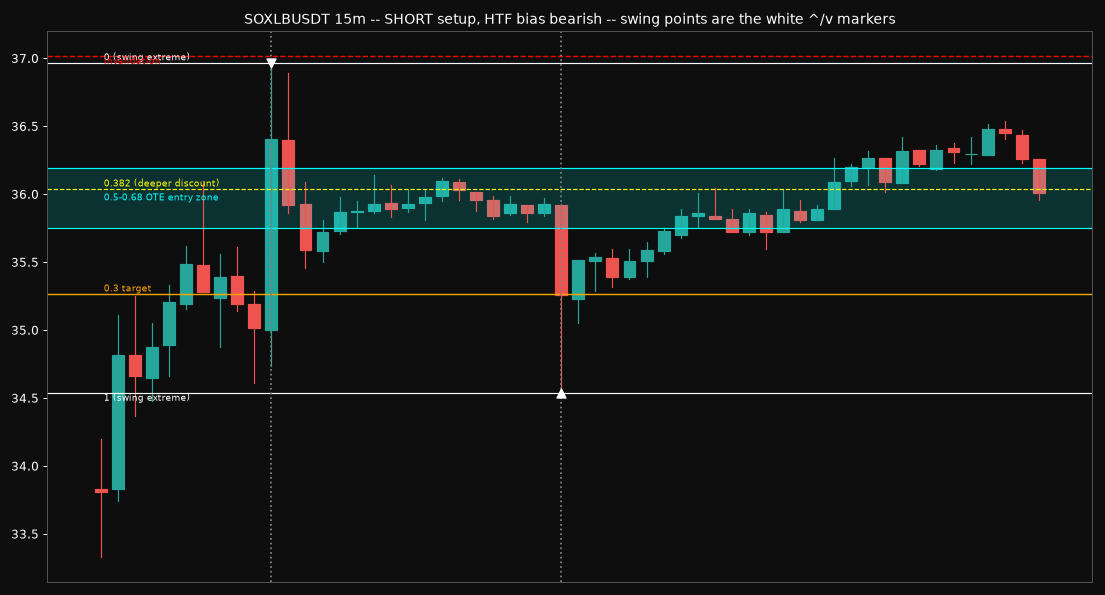 SOXLBUSDT 15m -- SHORT setup, HTF bias bearish -- swing points are the white ^/v markers
37.0
36.5
36.0
35.5
35.0
34.5
34.0
33.5
0 (swing extreme)
0.382 (deeper discount)
0.5-0.68 OTE entry zone
0.3 target
1 (swing extreme)